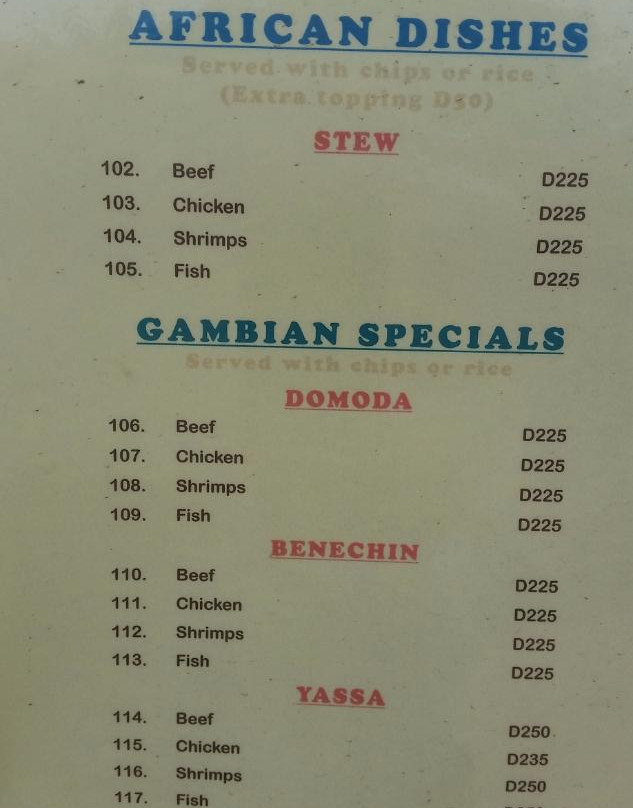 AFRICAN DISHES
Served with chips or rice
(Extra topping D50)
STEW
102. Beef D225
103. Chicken D225
104. Shrimps D225
105. Fish D225
GAMBIAN SPECIALS
Served with chips or rice
DOMODA
106. Beef D225
107. Chicken D225
108. Shrimps D225
109. Fish D225
BENECHIN
110. Beef D225
111. Chicken D225
112. Shrimps D225
113. Fish D225
YASSA
114. Beef D250
115. Chicken D235
116. Shrimps D250
117. Fish